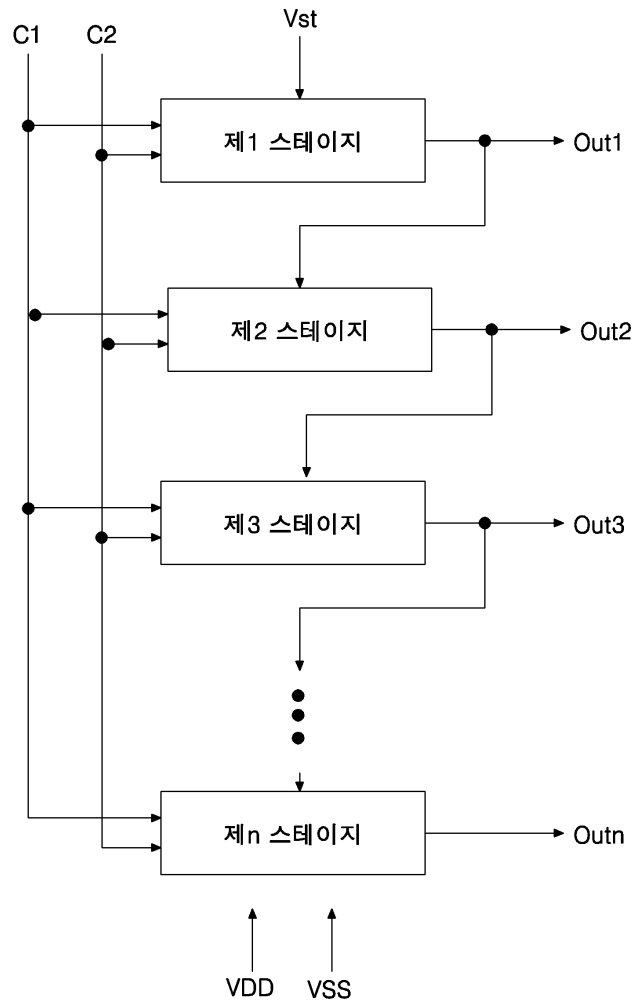 C1
C2
Vst
제1 스테이지
Out1
제2 스테이지
Out2
제3 스테이지
Out3
제n 스테이지
Outn
VDD
VSS